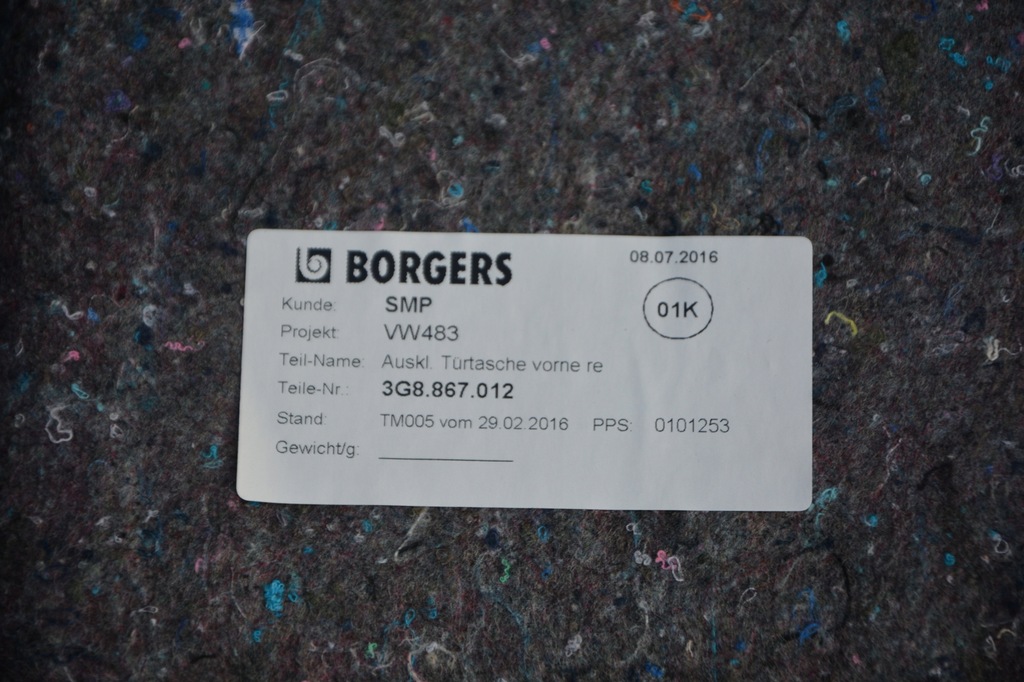 BORGERS 08.07.2016
Kunde: SMP 01K
Projekt: VW483
Teil-Name: Auskl. Türtasche vorne re
Teile-Nr.: 3G8.867.012
Stand: TM005 vom 29.02.2016 PPS: 0101253
Gewicht/g: